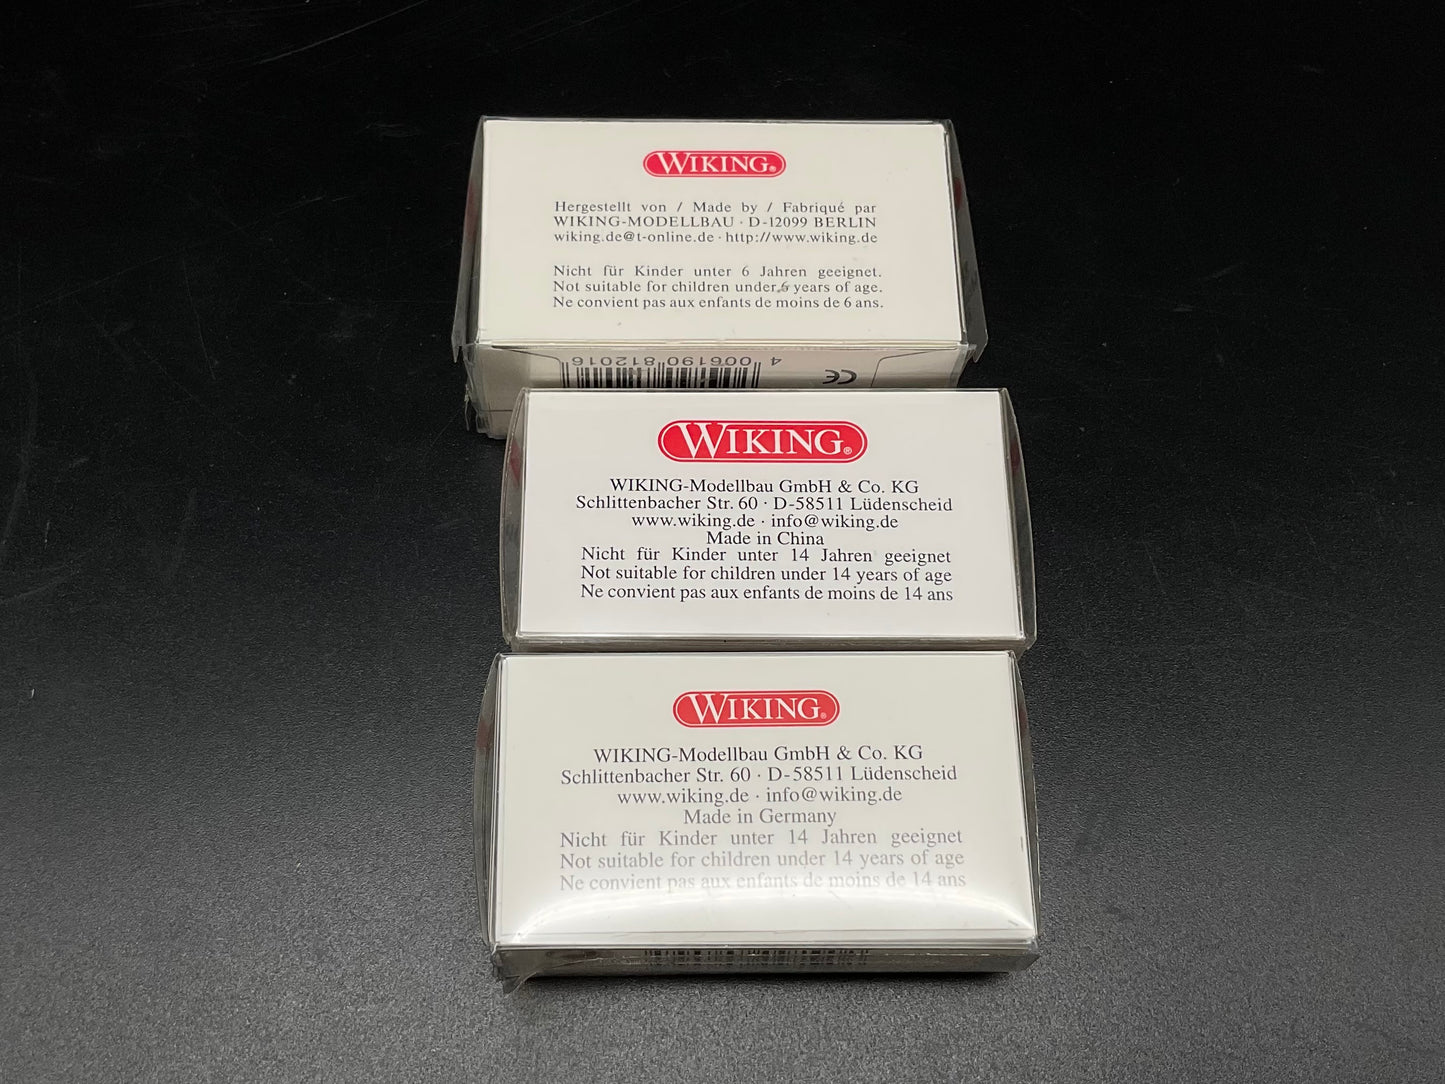 WIKING®
Hergestellt von / Made by / Fabriqué par
WIKING-MODELLBAU · D-12099 BERLIN
wiking.de@t-online.de · http://www.wiking.de
Nicht für Kinder unter 6 Jahren geeignet.
Not suitable for children under 6 years of age.
Ne convient pas aux enfants de moins de 6 ans.
4 006190 812016
CE
WIKING®
WIKING-Modellbau GmbH & Co. KG
Schlittenbacher Str. 60 · D-58511 Lüdenscheid
www.wiking.de · info@wiking.de
Made in China
Nicht für Kinder unter 14 Jahren geeignet
Not suitable for children under 14 years of age
Ne convient pas aux enfants de moins de 14 ans
WIKING®
WIKING-Modellbau GmbH & Co. KG
Schlittenbacher Str. 60 · D-58511 Lüdenscheid
www.wiking.de · info@wiking.de
Made in Germany
Nicht für Kinder unter 14 Jahren geeignet
Not suitable for children under 14 years of age
Ne convient pas aux enfants de moins de 14 ans